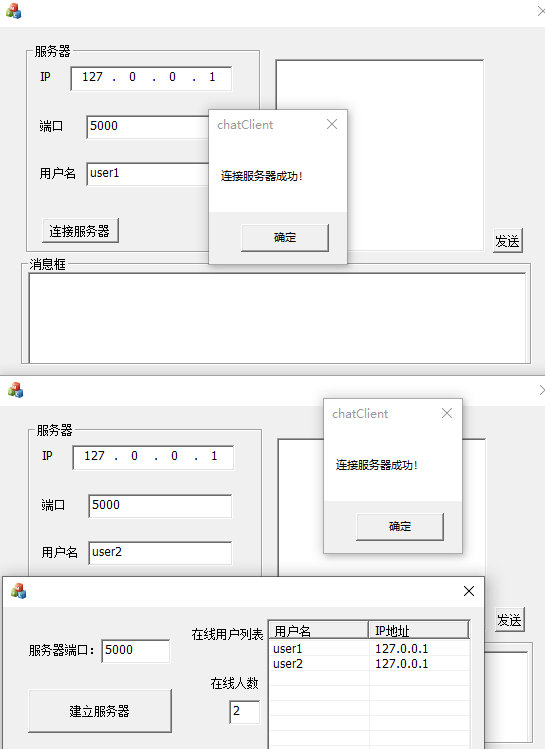 服务器
IP 127 . 0 . 0 . 1
端口 5000
用户名 user1
连接服务器
chatClient
连接服务器成功!
确定
发送
消息框
服务器
IP 127 . 0 . 0 . 1
端口 5000
用户名 user2
chatClient
连接服务器成功!
确定
发送
服务器端口： 5000
建立服务器
在线用户列表
用户名 IP地址
user1 127.0.0.1
user2 127.0.0.1
在线人数
2